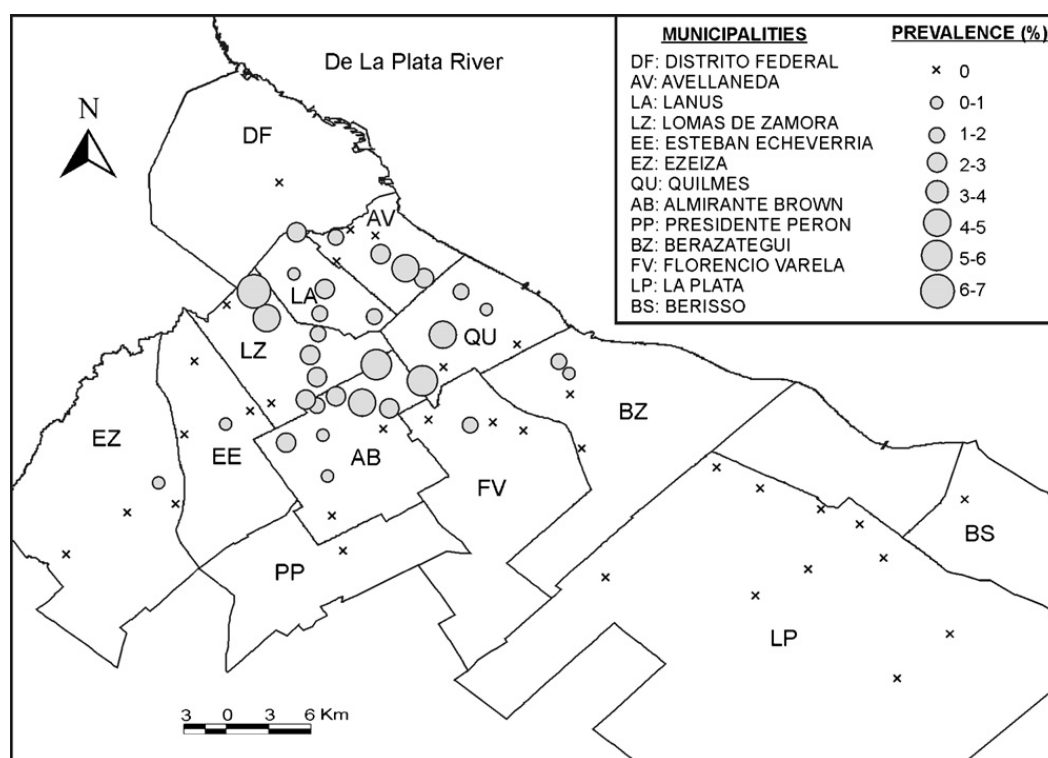 De La Plata River
N
MUNICIPALITIES
DF: DISTRITO FEDERAL
AV: AVELLANEDA
LA: LANUS
LZ: LOMAS DE ZAMORA
EE: ESTEBAN ECHEVERRIA
EZ: EZEIZA
QU: QUILMES
AB: ALMIRANTE BROWN
PP: PRESIDENTE PERON
BZ: BERAZATEGUI
FV: FLORENCIO VARELA
LP: LA PLATA
BS: BERISSO
PREVALENCE (%)
0
0-1
1-2
2-3
3-4
4-5
5-6
6-7
DF
AV
LA
LZ
QU
BZ
EZ
EE
AB
FV
BS
PP
LP
3 0 3 6 Km